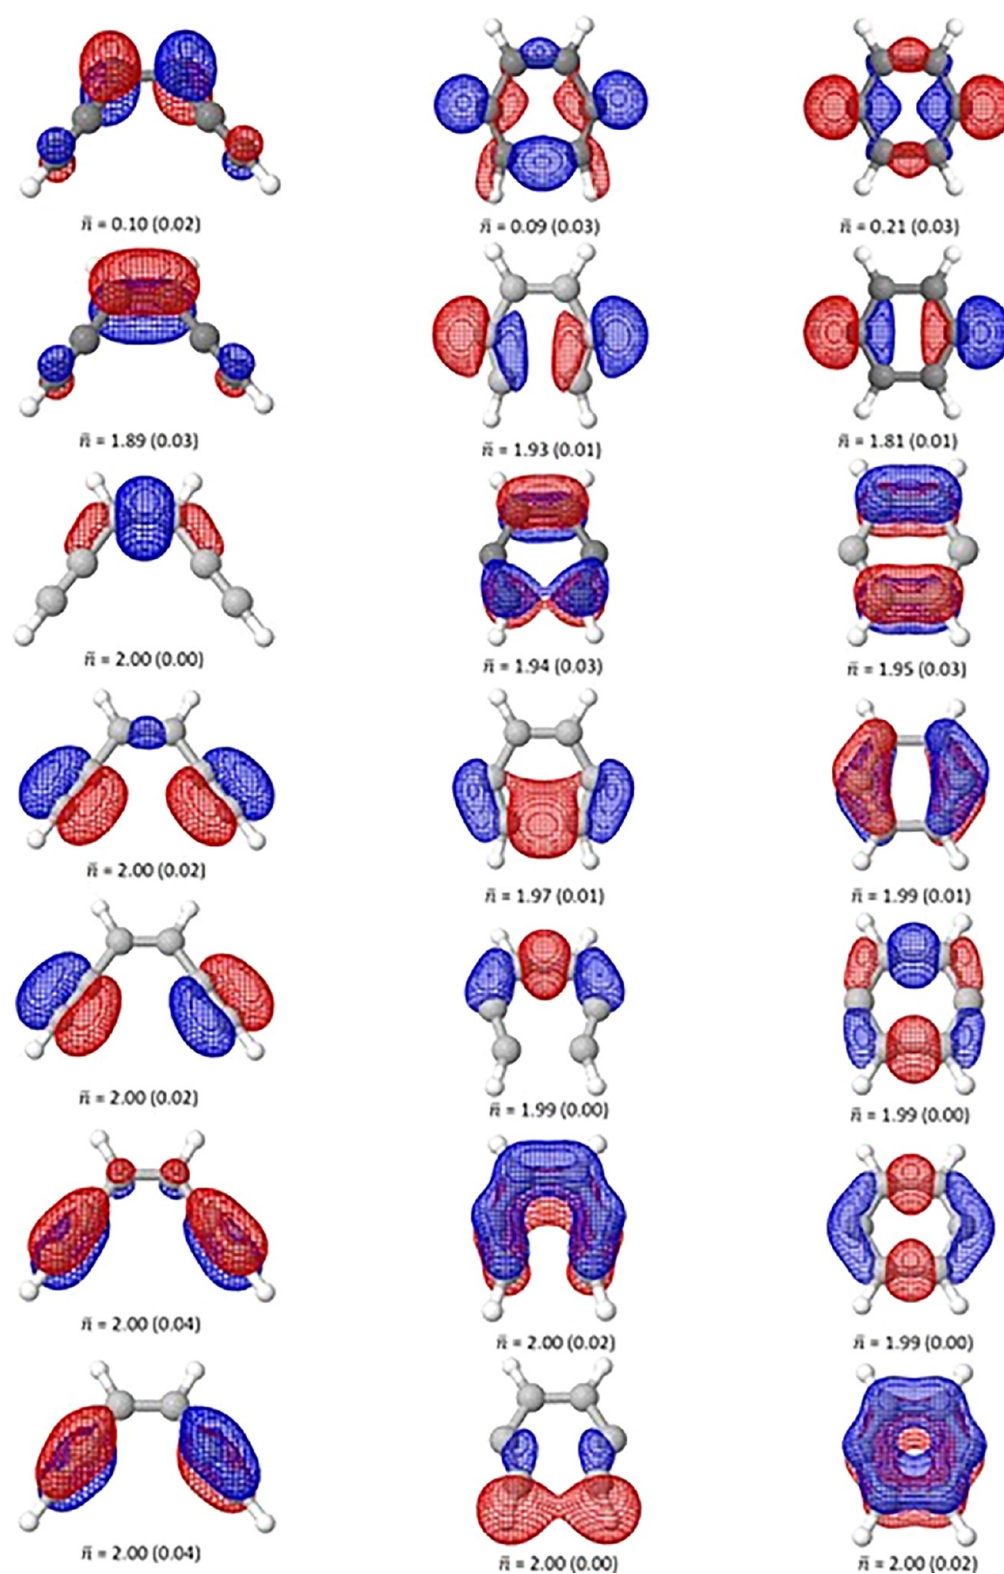 n̄ = 0.10 (0.02)
n̄ = 0.09 (0.03)
n̄ = 0.21 (0.03)
n̄ = 1.89 (0.03)
n̄ = 1.93 (0.01)
n̄ = 1.81 (0.01)
n̄ = 2.00 (0.00)
n̄ = 1.94 (0.03)
n̄ = 1.95 (0.03)
n̄ = 2.00 (0.02)
n̄ = 1.97 (0.01)
n̄ = 1.99 (0.01)
n̄ = 2.00 (0.02)
n̄ = 1.99 (0.00)
n̄ = 1.99 (0.00)
n̄ = 2.00 (0.04)
n̄ = 2.00 (0.02)
n̄ = 1.99 (0.00)
n̄ = 2.00 (0.04)
n̄ = 2.00 (0.00)
n̄ = 2.00 (0.02)